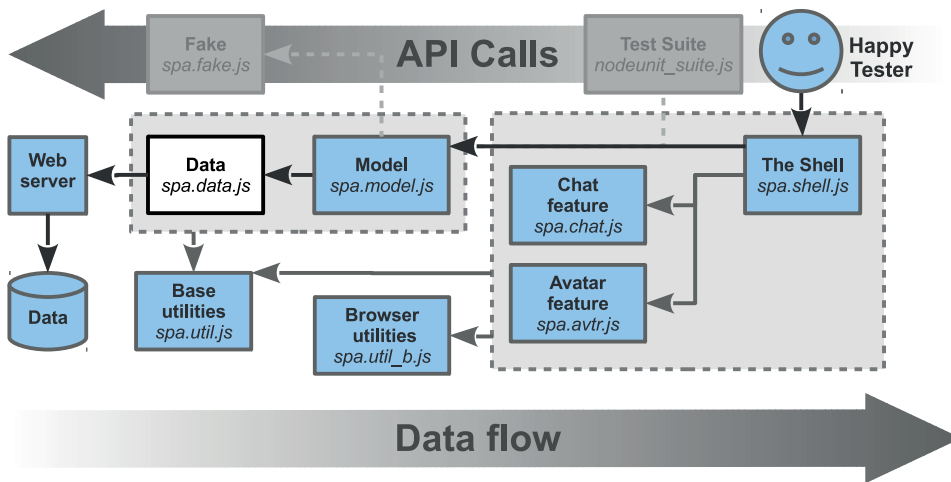 Fake
spa.fake.js
API Calls
Test Suite
nodeunit_suite.js
Happy
Tester
Web
server
Data
spa.data.js
Model
spa.model.js
The Shell
spa.shell.js
Chat
feature
spa.chat.js
Data
Base
utilities
spa.util.js
Browser
utilities
spa.util_b.js
Avatar
feature
spa.avtr.js
Data flow